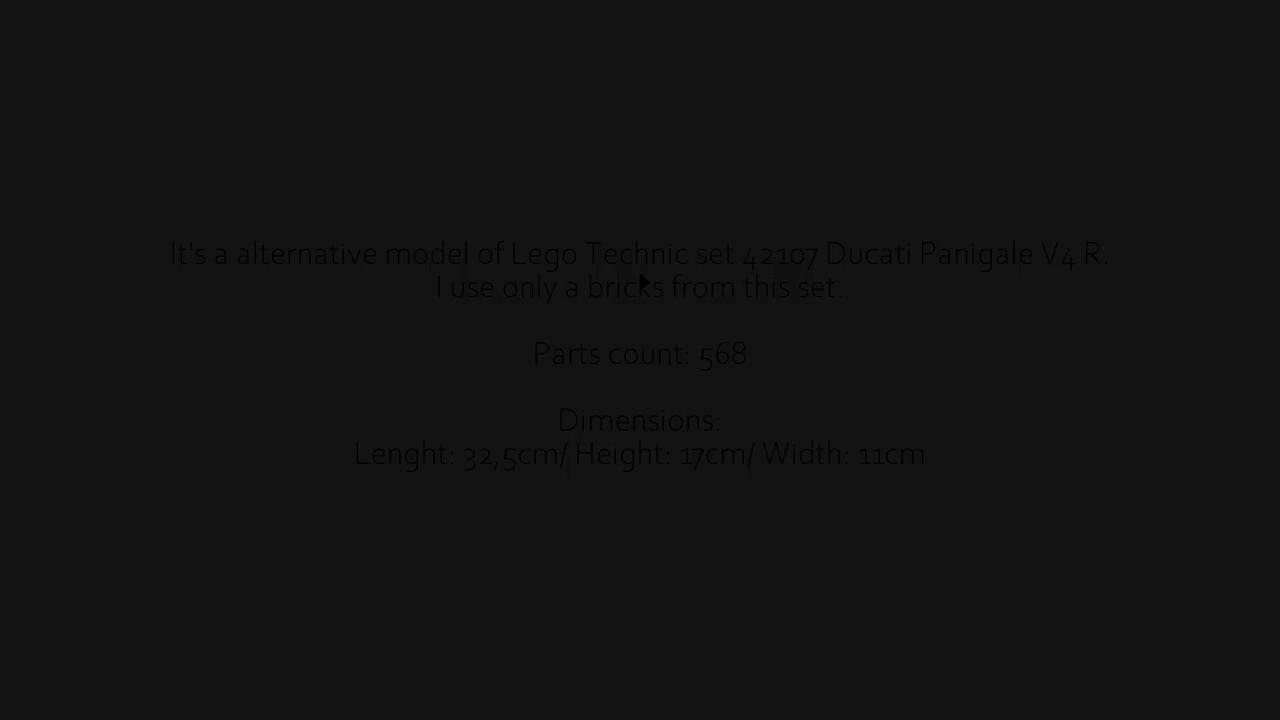 It's a alternative model of Lego Technic set 42107 Ducati Panigale V4 R.
I use only a bricks from this set.
Parts count: 568
Dimensions:
Lenght: 32,5cm/ Height: 17cm/ Width: 11cm